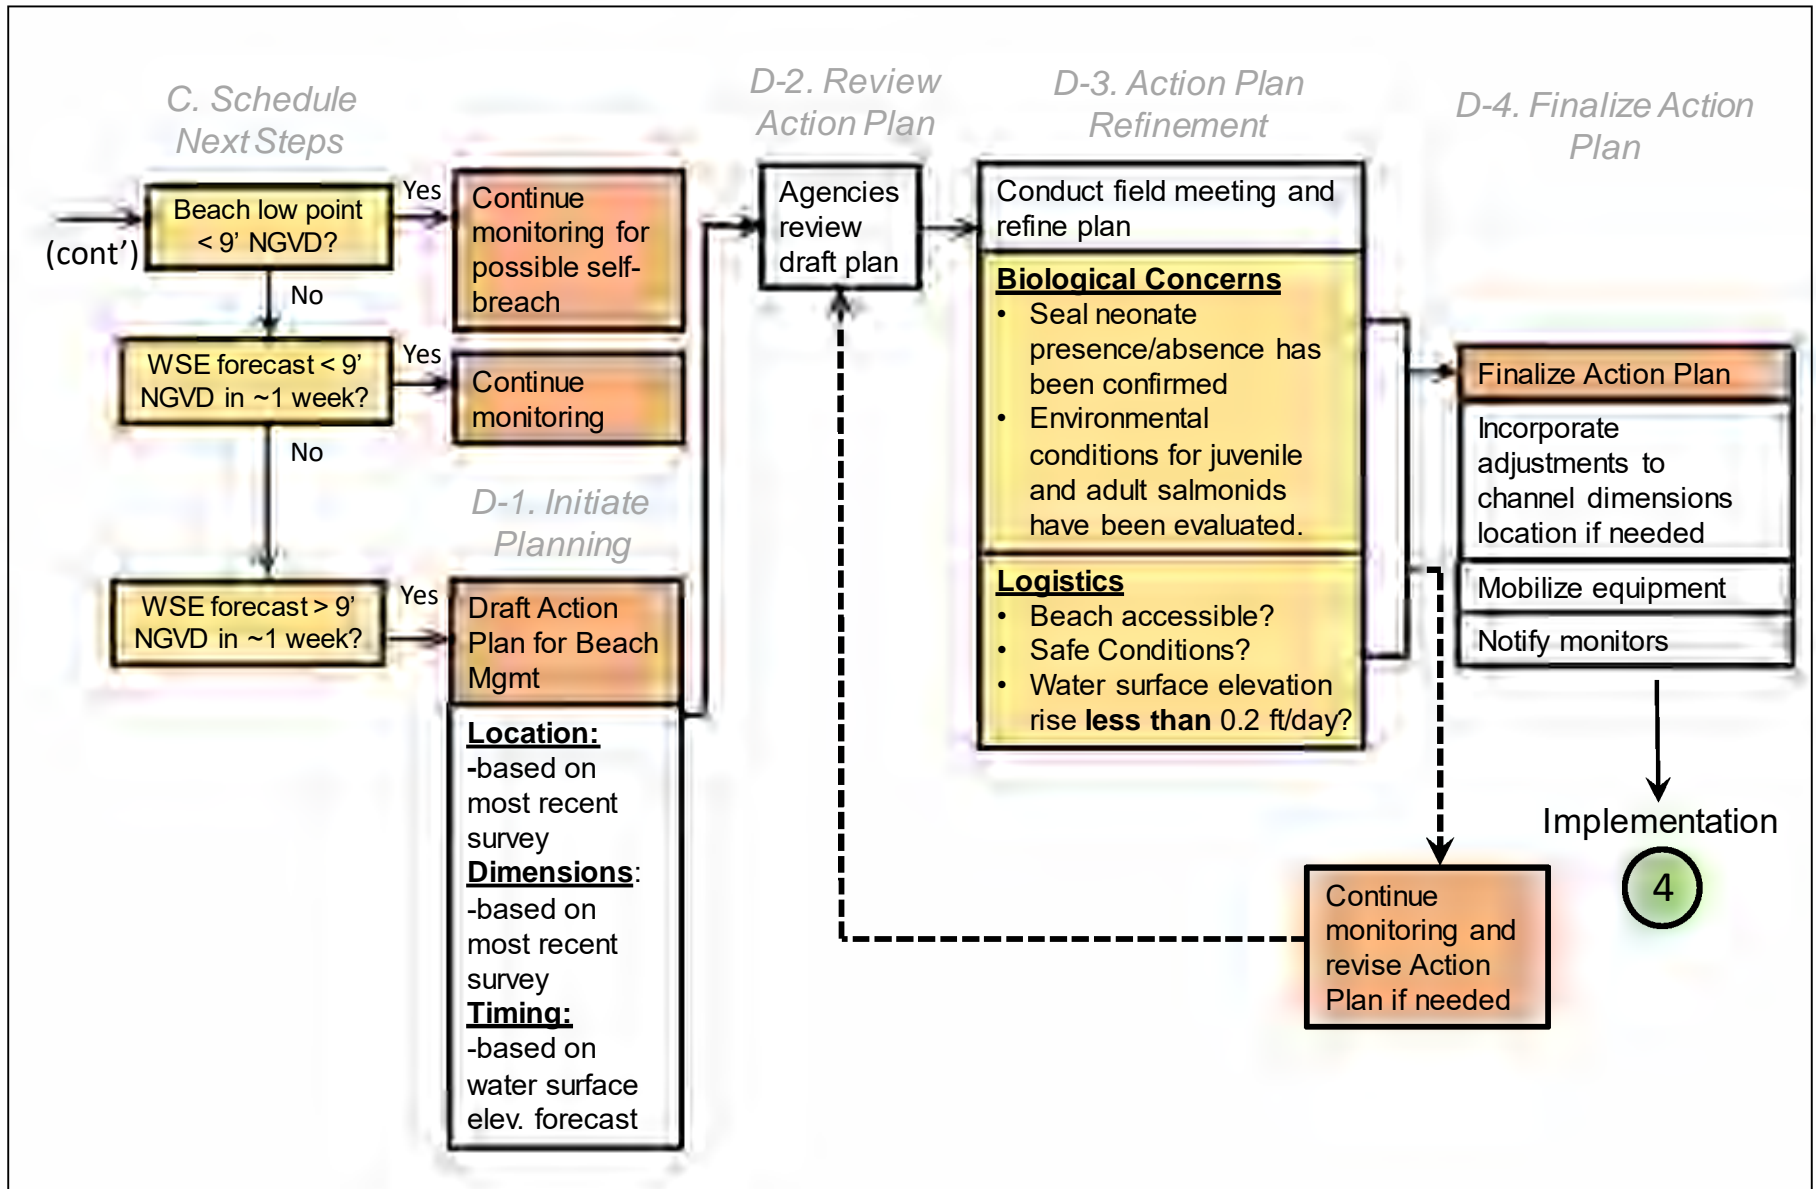 C. Schedule
Next Steps
(cont')
Beach low point
< 9' NGVD?
Yes
Continue
monitoring for
possible self-
breach
No
WSE forecast < 9'
NGVD in ~1 week?
Yes
Continue
monitoring
No
WSE forecast > 9'
NGVD in ~1 week?
Yes
D-1. Initiate
Planning
Draft Action
Plan for Beach
Mgmt
Location:
-based on
most recent
survey
Dimensions:
-based on
most recent
survey
Timing:
-based on
water surface
elev. forecast
D-2. Review
Action Plan
Agencies
review
draft plan
D-3. Action Plan
Refinement
Conduct field meeting and
refine plan
Biological Concerns
• Seal neonate
presence/absence has
been confirmed
• Environmental
conditions for juvenile
and adult salmonids
have been evaluated.
Logistics
• Beach accessible?
• Safe Conditions?
• Water surface elevation
rise less than 0.2 ft/day?
D-4. Finalize Action
Plan
Finalize Action Plan
Incorporate
adjustments to
channel dimensions
location if needed
Mobilize equipment
Notify monitors
Implementation
4
Continue
monitoring and
revise Action
Plan if needed